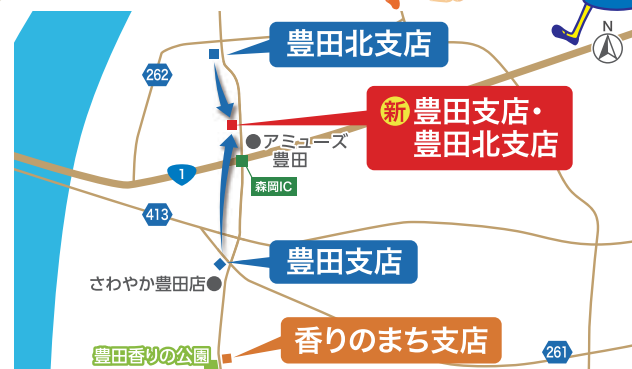 N
豊田北支店
262
新 豊田支店・
豊田北支店
アミューズ
豊田
1
森岡IC
413
豊田支店
さわやか豊田店
香りのまち支店
豊田香りの公園
261